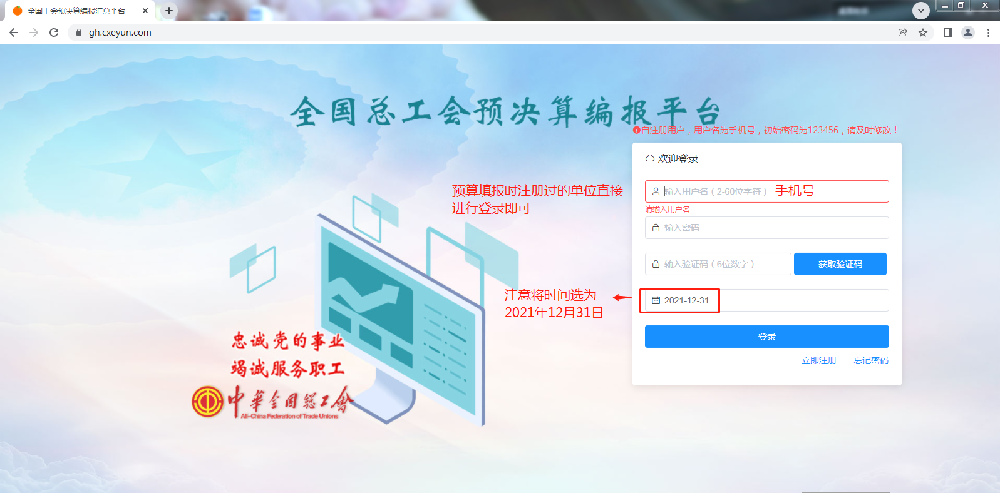 全国工会预决算编报汇总平台
gh.cxeyun.com
全国总工会预决算编报平台
自注册用户，用户名为手机号，初始密码为123456，请及时修改！
欢迎登录
输入用户名（2-60位字符）
手机号
请输入用户名
输入密码
输入验证码（6位数字）
获取验证码
2021-12-31
登录
立即注册
忘记密码
预算填报时注册过的单位直接
进行登录即可
注意将时间选为
2021年12月31日
忠诚党的事业
竭诚服务职工
中華全国總工會
All-China Federation of Trade Unions